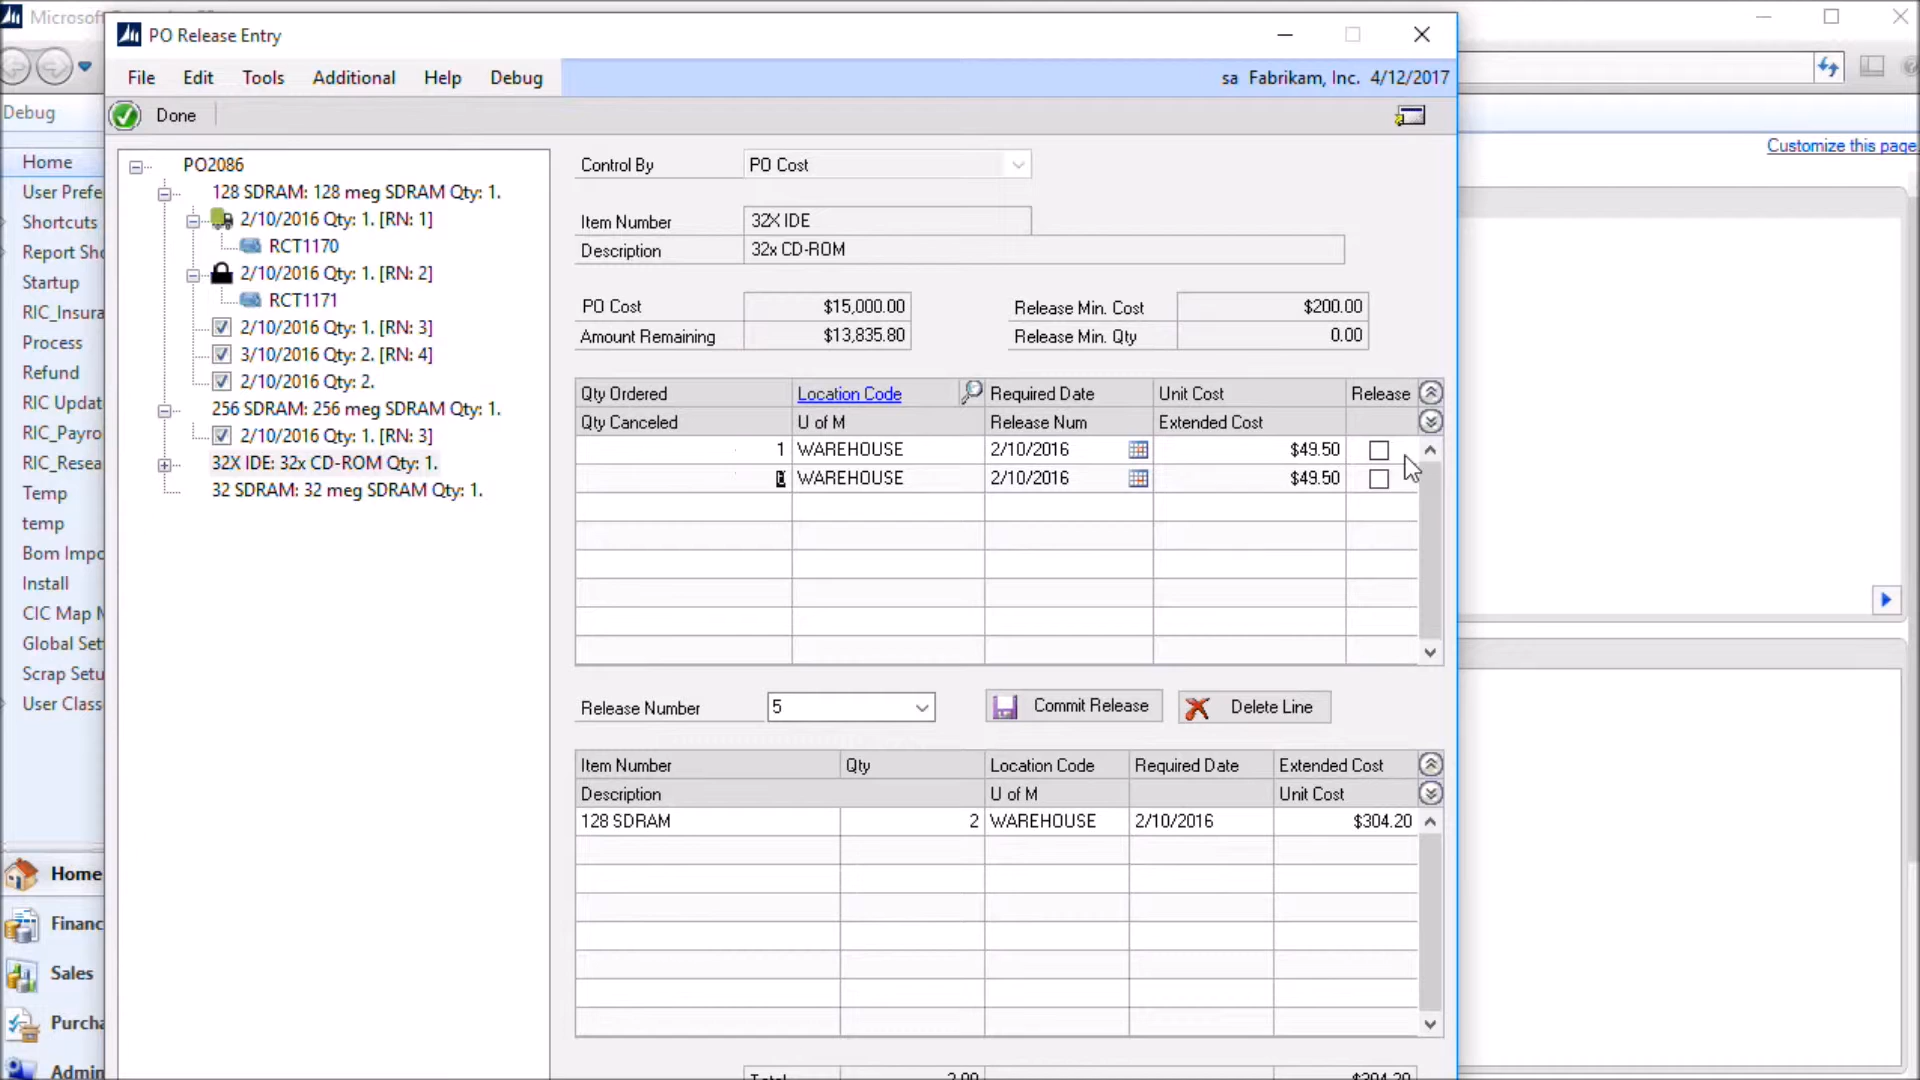 Microsoft
PO Release Entry
File Edit Tools Additional Help Debug
sa Fabrikam, Inc. 4/12/2017
Done
Debug
Customize this page
Home
User Prefe
Shortcuts
Report Sho
Startup
RIC_Insura
Process
Refund
RIC Updat
RIC_Payro
RIC_Resea
Temp
temp
Bom Impo
Install
CIC Map M
Global Set
Scrap Setu
User Class
Home
Financ
Sales
Purcha
Admin
PO2086
128 SDRAM: 128 meg SDRAM Qty: 1.
2/10/2016 Qty: 1. [RN: 1]
RCT1170
2/10/2016 Qty: 1. [RN: 2]
RCT1171
2/10/2016 Qty: 1. [RN: 3]
3/10/2016 Qty: 2. [RN: 4]
2/10/2016 Qty: 2.
256 SDRAM: 256 meg SDRAM Qty: 1.
2/10/2016 Qty: 1. [RN: 3]
32X IDE: 32x CD-ROM Qty: 1.
32 SDRAM: 32 meg SDRAM Qty: 1.
Control By PO Cost
Item Number 32X IDE
Description 32x CD-ROM
PO Cost $15,000.00 Release Min. Cost $200.00
Amount Remaining $13,835.80 Release Min. Qty 0.00
Qty Ordered Location Code Required Date Unit Cost Release
Qty Canceled U of M Release Num Extended Cost
1 WAREHOUSE 2/10/2016 $49.50
WAREHOUSE 2/10/2016 $49.50
Release Number 5 Commit Release Delete Line
Item Number Qty Location Code Required Date Extended Cost
Description U of M Unit Cost
128 SDRAM 2 WAREHOUSE 2/10/2016 $304.20
Total 2.00 $304.20